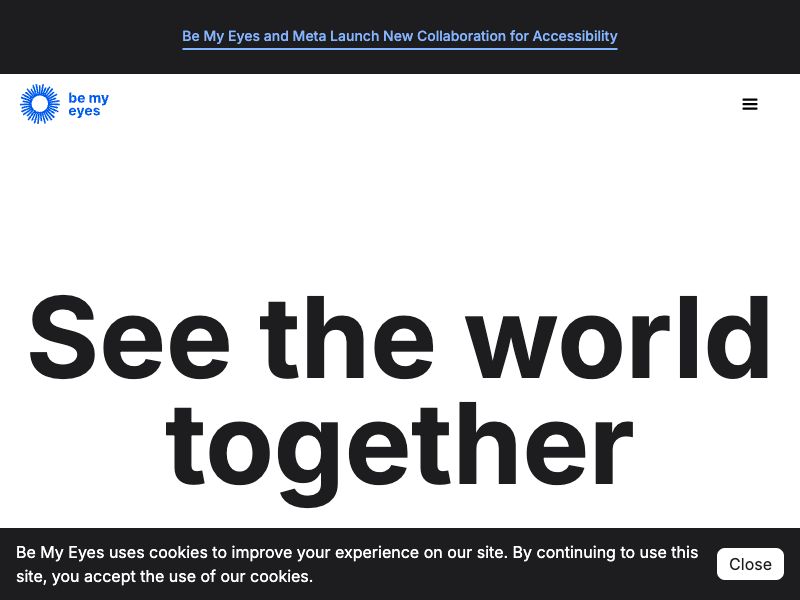 Be My Eyes and Meta Launch New Collaboration for Accessibility
be my
eyes
See the world
together
Be My Eyes uses cookies to improve your experience on our site. By continuing to use this
site, you accept the use of our cookies.
Close